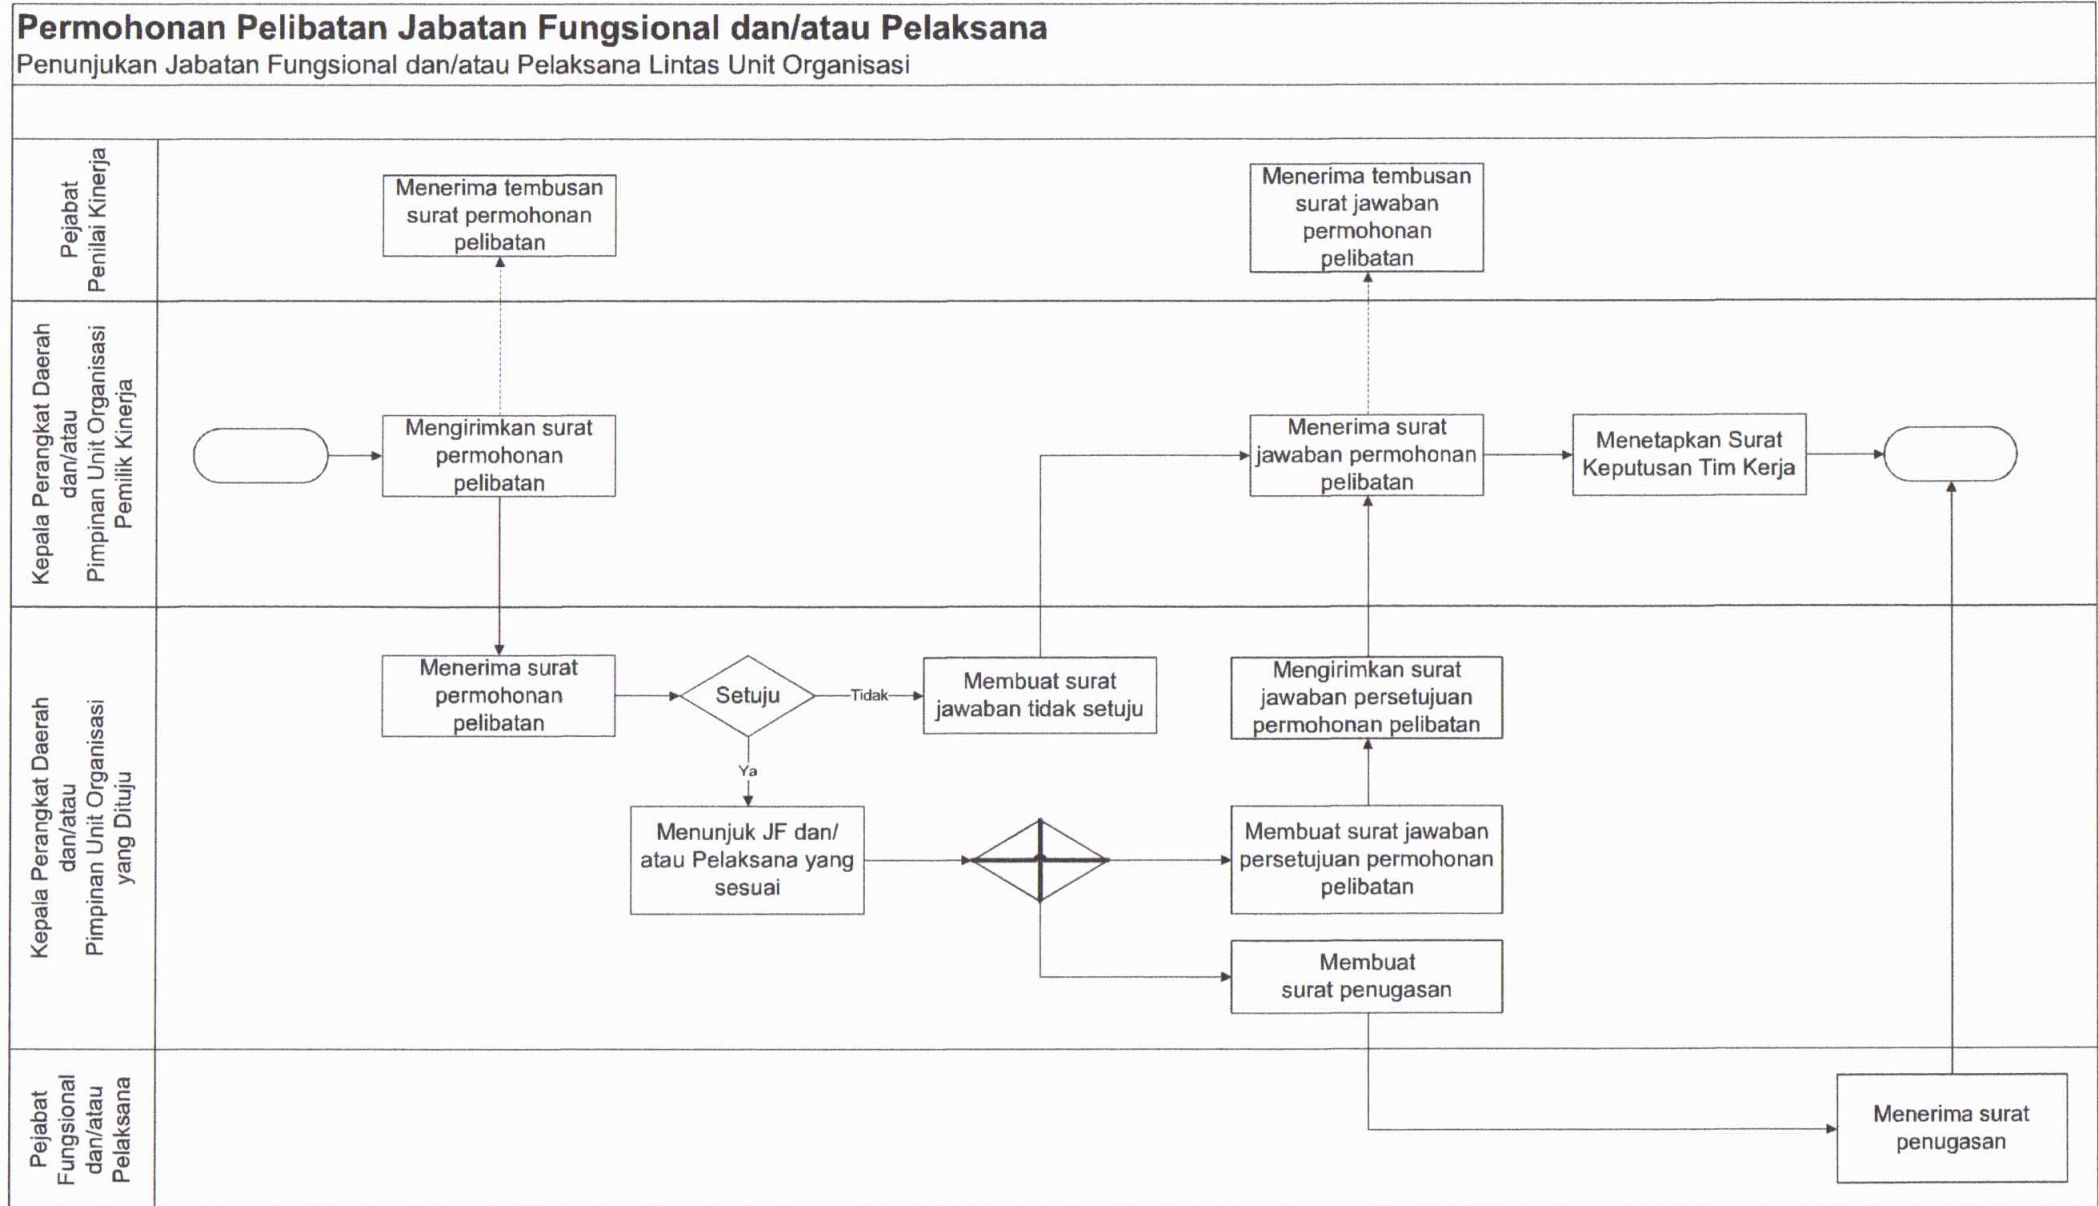 Permohonan Pelibatan Jabatan Fungsional dan/atau Pelaksana
Penunjukan Jabatan Fungsional dan/atau Pelaksana Lintas Unit Organisasi
Pejabat
Penilai Kinerja
Menerima tembusan
surat permohonan
pelibatan
Menerima tembusan
surat jawaban
permohonan
pelibatan
Kepala Perangkat Daerah
dan/atau
Pimpinan Unit Organisasi
Pemilik Kinerja
Mengirimkan surat
permohonan
pelibatan
Menerima surat
jawaban permohonan
pelibatan
Menetapkan Surat
Keputusan Tim Kerja
Kepala Perangkat Daerah
dan/atau
Pimpinan Unit Organisasi
yang Dituju
Menerima surat
permohonan
pelibatan
Setuju
Tidak
Membuat surat
jawaban tidak setuju
Mengirimkan surat
jawaban persetujuan
permohonan pelibatan
Ya
Menunjuk JF dan/
atau Pelaksana yang
sesuai
Membuat surat jawaban
persetujuan permohonan
pelibatan
Membuat
surat penugasan
Pejabat
Fungsional
dan/atau
Pelaksana
Menerima surat
penugasan